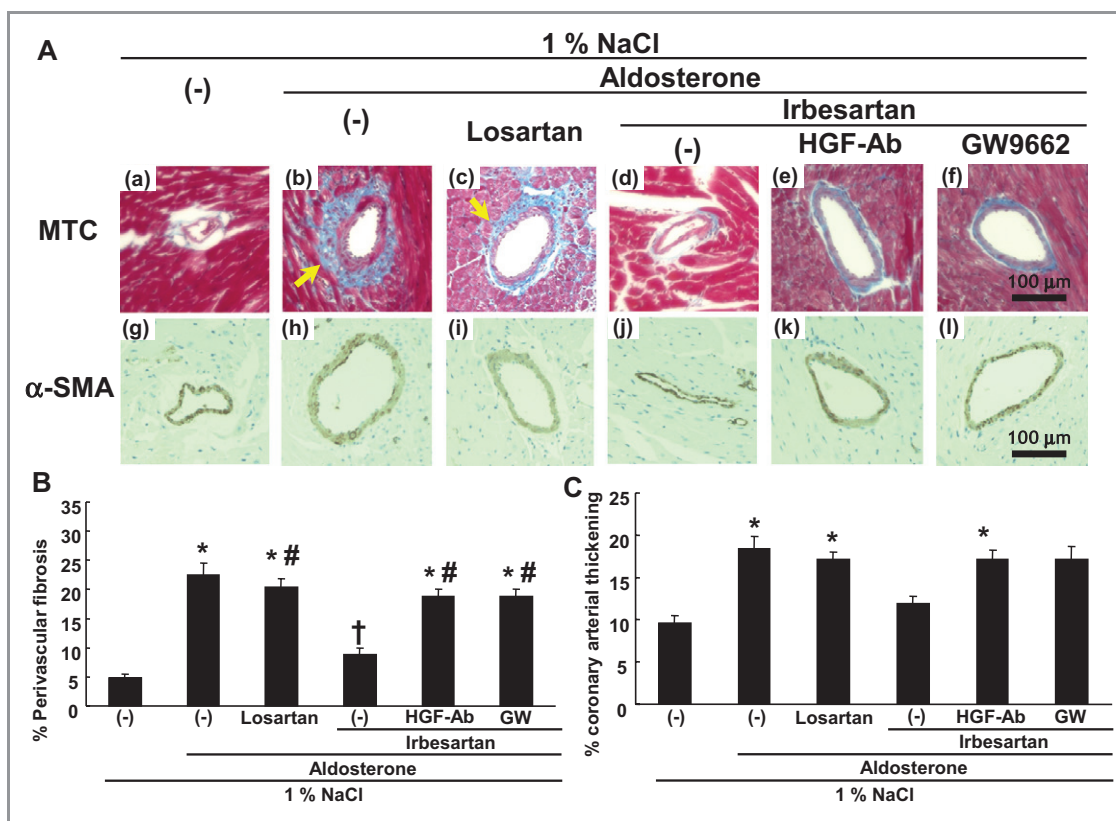 A
1 % NaCl
(-)
Aldosterone
(-)
Losartan
Irbesartan
(-)
HGF-Ab
GW9662
MTC
(a)
(b)
(c)
(d)
(e)
(f)
100 μm
α-SMA
(g)
(h)
(i)
(j)
(k)
(l)
100 μm
B
% Perivascular fibrosis
35
30
25
20
15
10
5
0
*
* #
†
* #
* #
(-)
(-)
Losartan
(-)
HGF-Ab
GW
Irbesartan
Aldosterone
1 % NaCl
C
% coronary arterial thickening
25
20
15
10
5
0
*
*
*
(-)
(-)
Losartan
(-)
HGF-Ab
GW
Irbesartan
Aldosterone
1 % NaCl